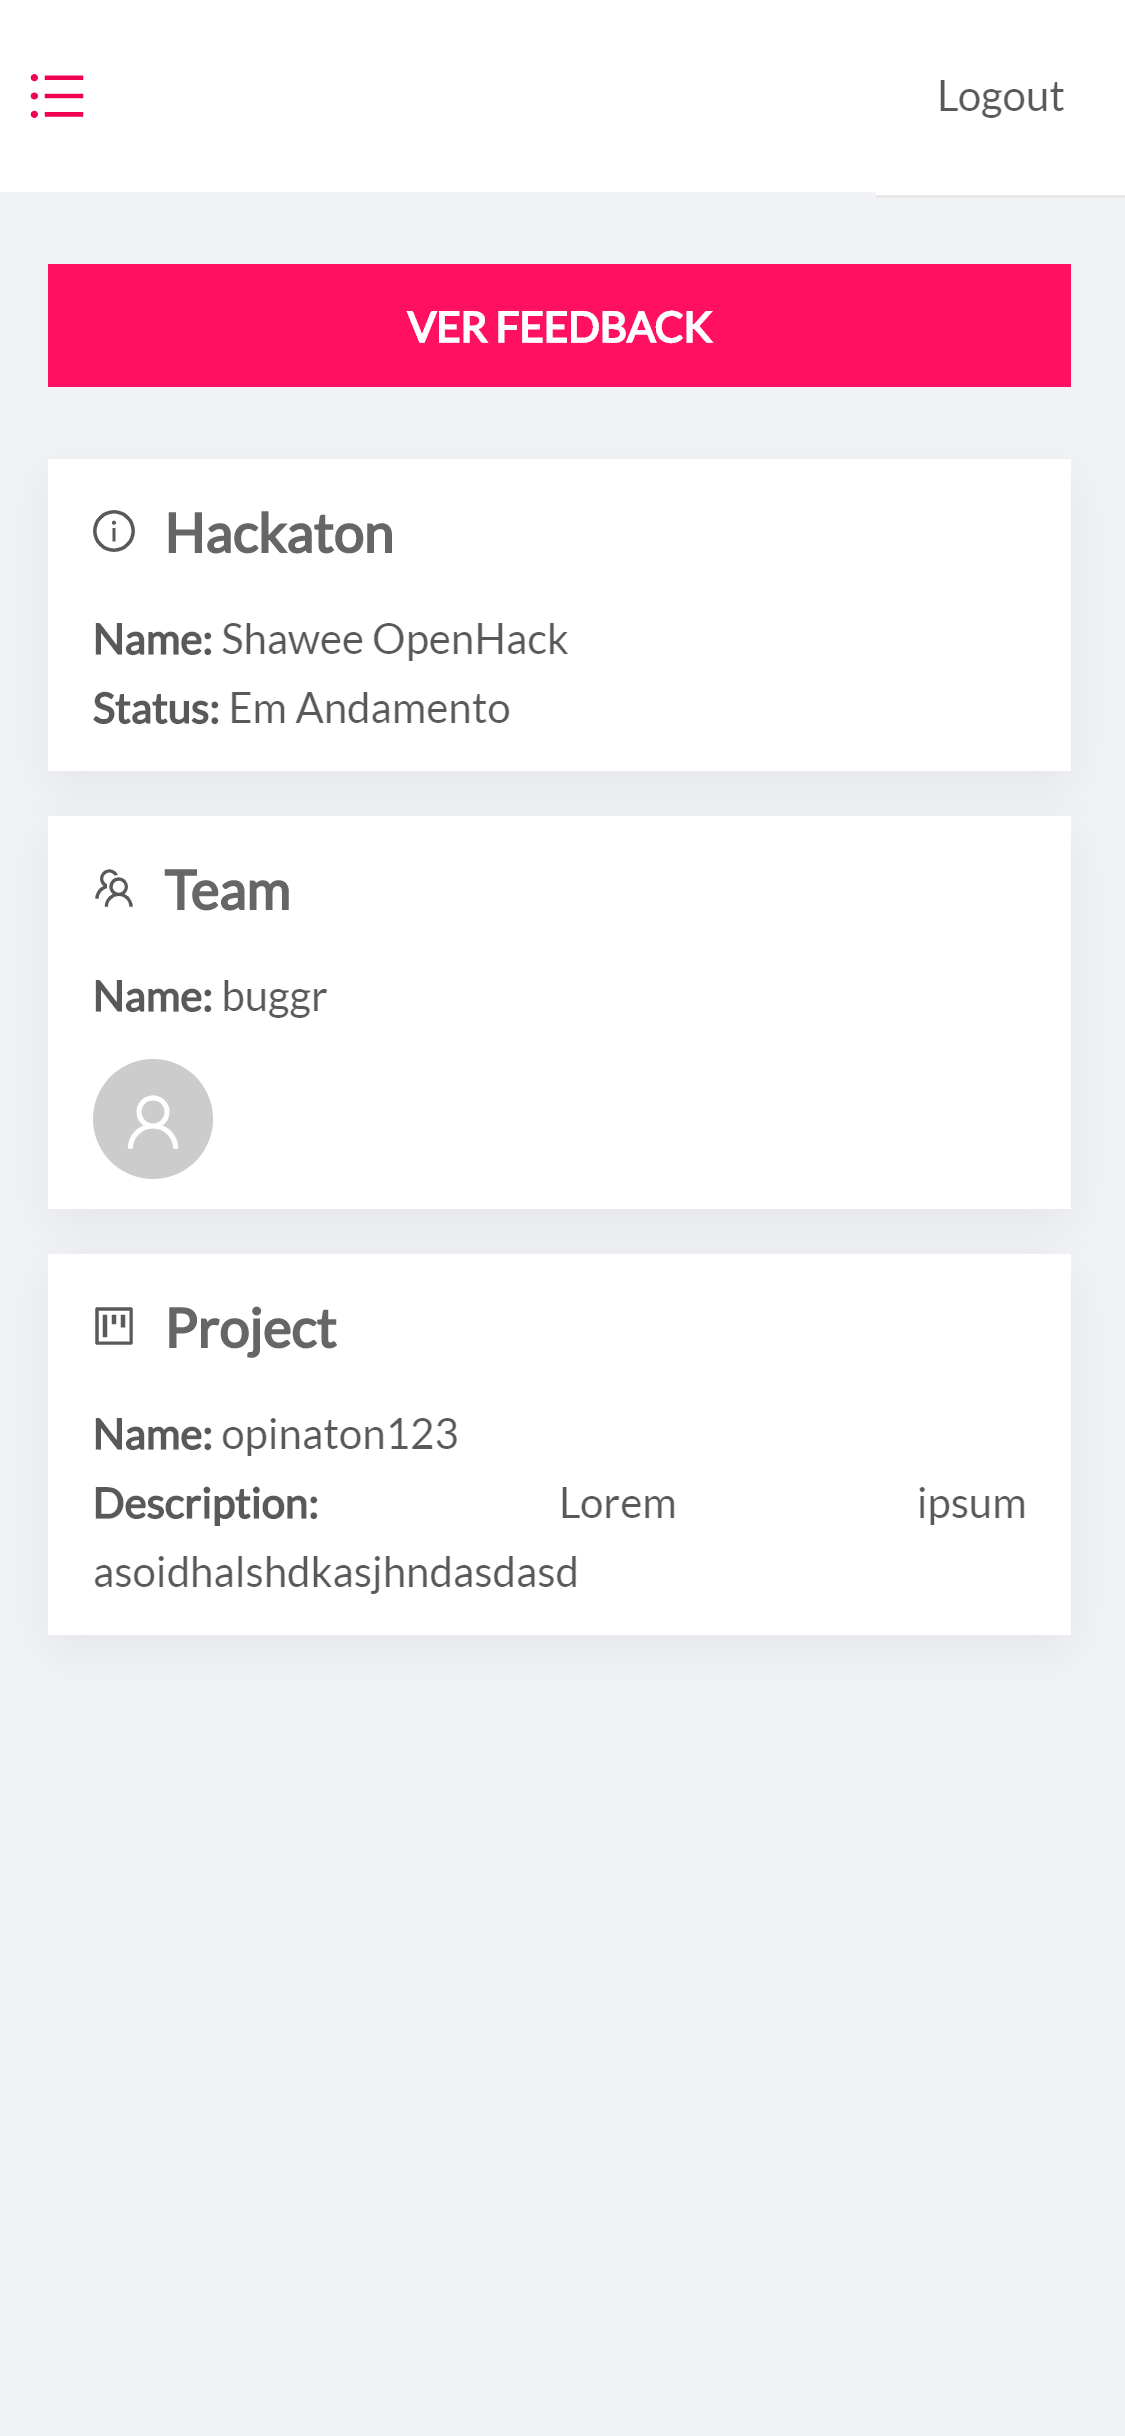 Logout
VER FEEDBACK
Hackaton
Name: Shawee OpenHack
Status: Em Andamento
Team
Name: buggr
Project
Name: opinaton123
Description: Lorem ipsum
asoidhalshdkasjhndasdasd